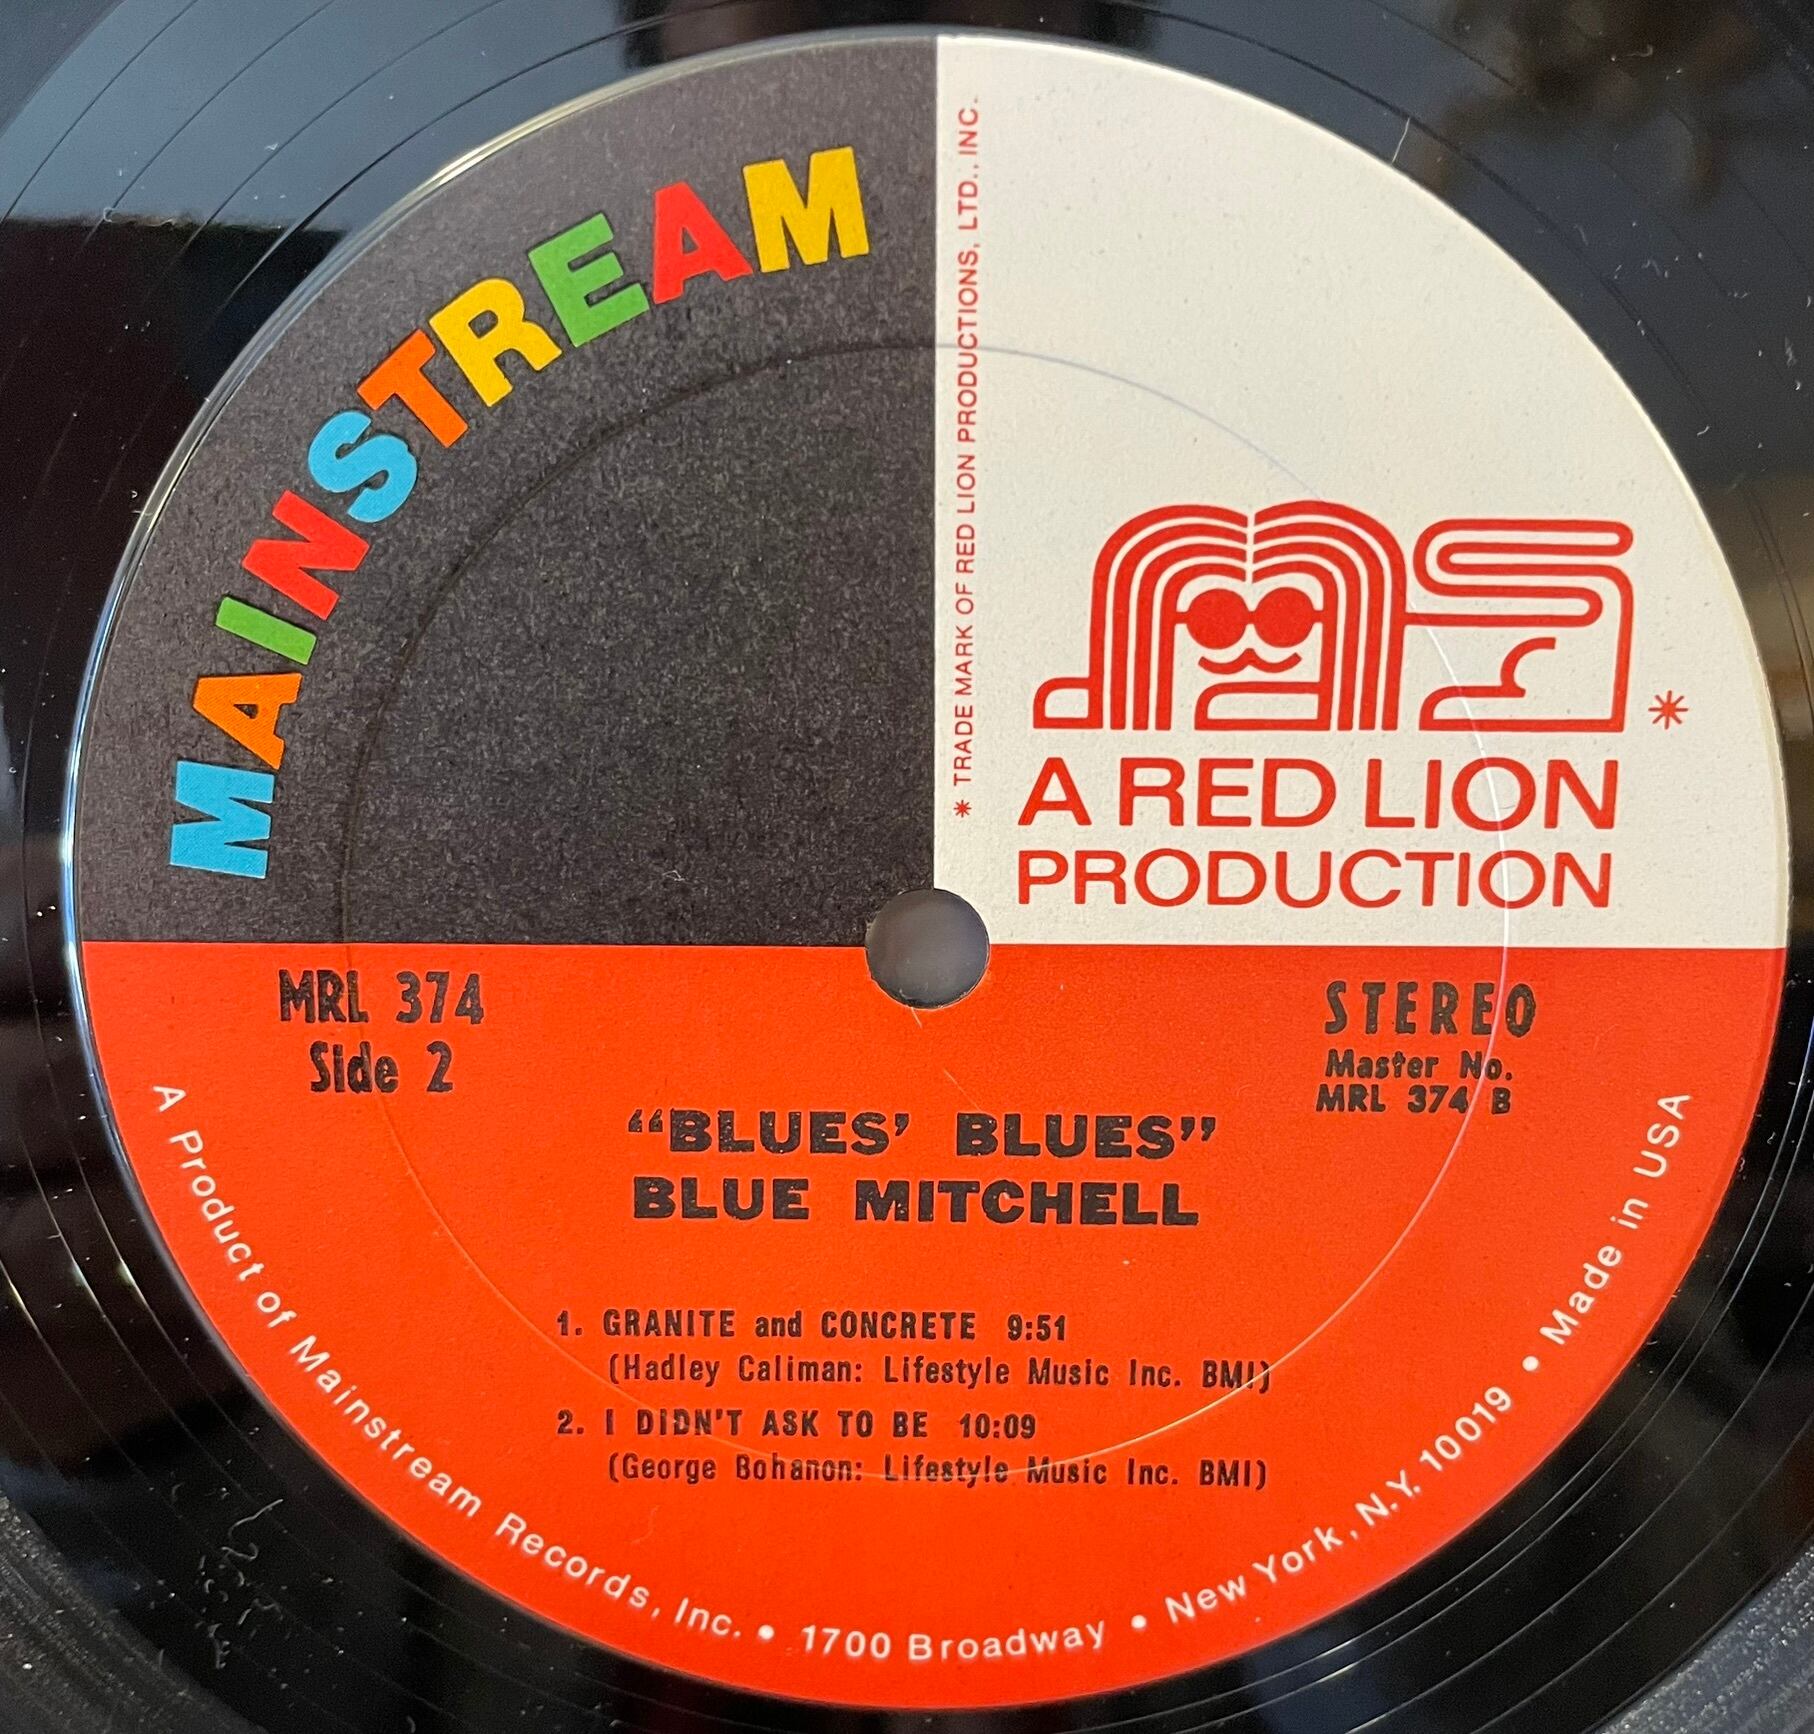 MAINSTREAM
* TRADE MARK OF RED LION PRODUCTIONS, LTD., INC.
*
A RED LION
PRODUCTION
MRL 374
Side 2
STEREO
Master No.
MRL 374 B
“BLUES’ BLUES”
BLUE MITCHELL
1. GRANITE and CONCRETE 9:51
(Hadley Caliman: Lifestyle Music Inc. BMI)
2. I DIDN'T ASK TO BE 10:09
(George Bohanon: Lifestyle Music Inc. BMI)
A Product of Mainstream Records, Inc. • 1700 Broadway • New York, N.Y. 10019 • Made in USA